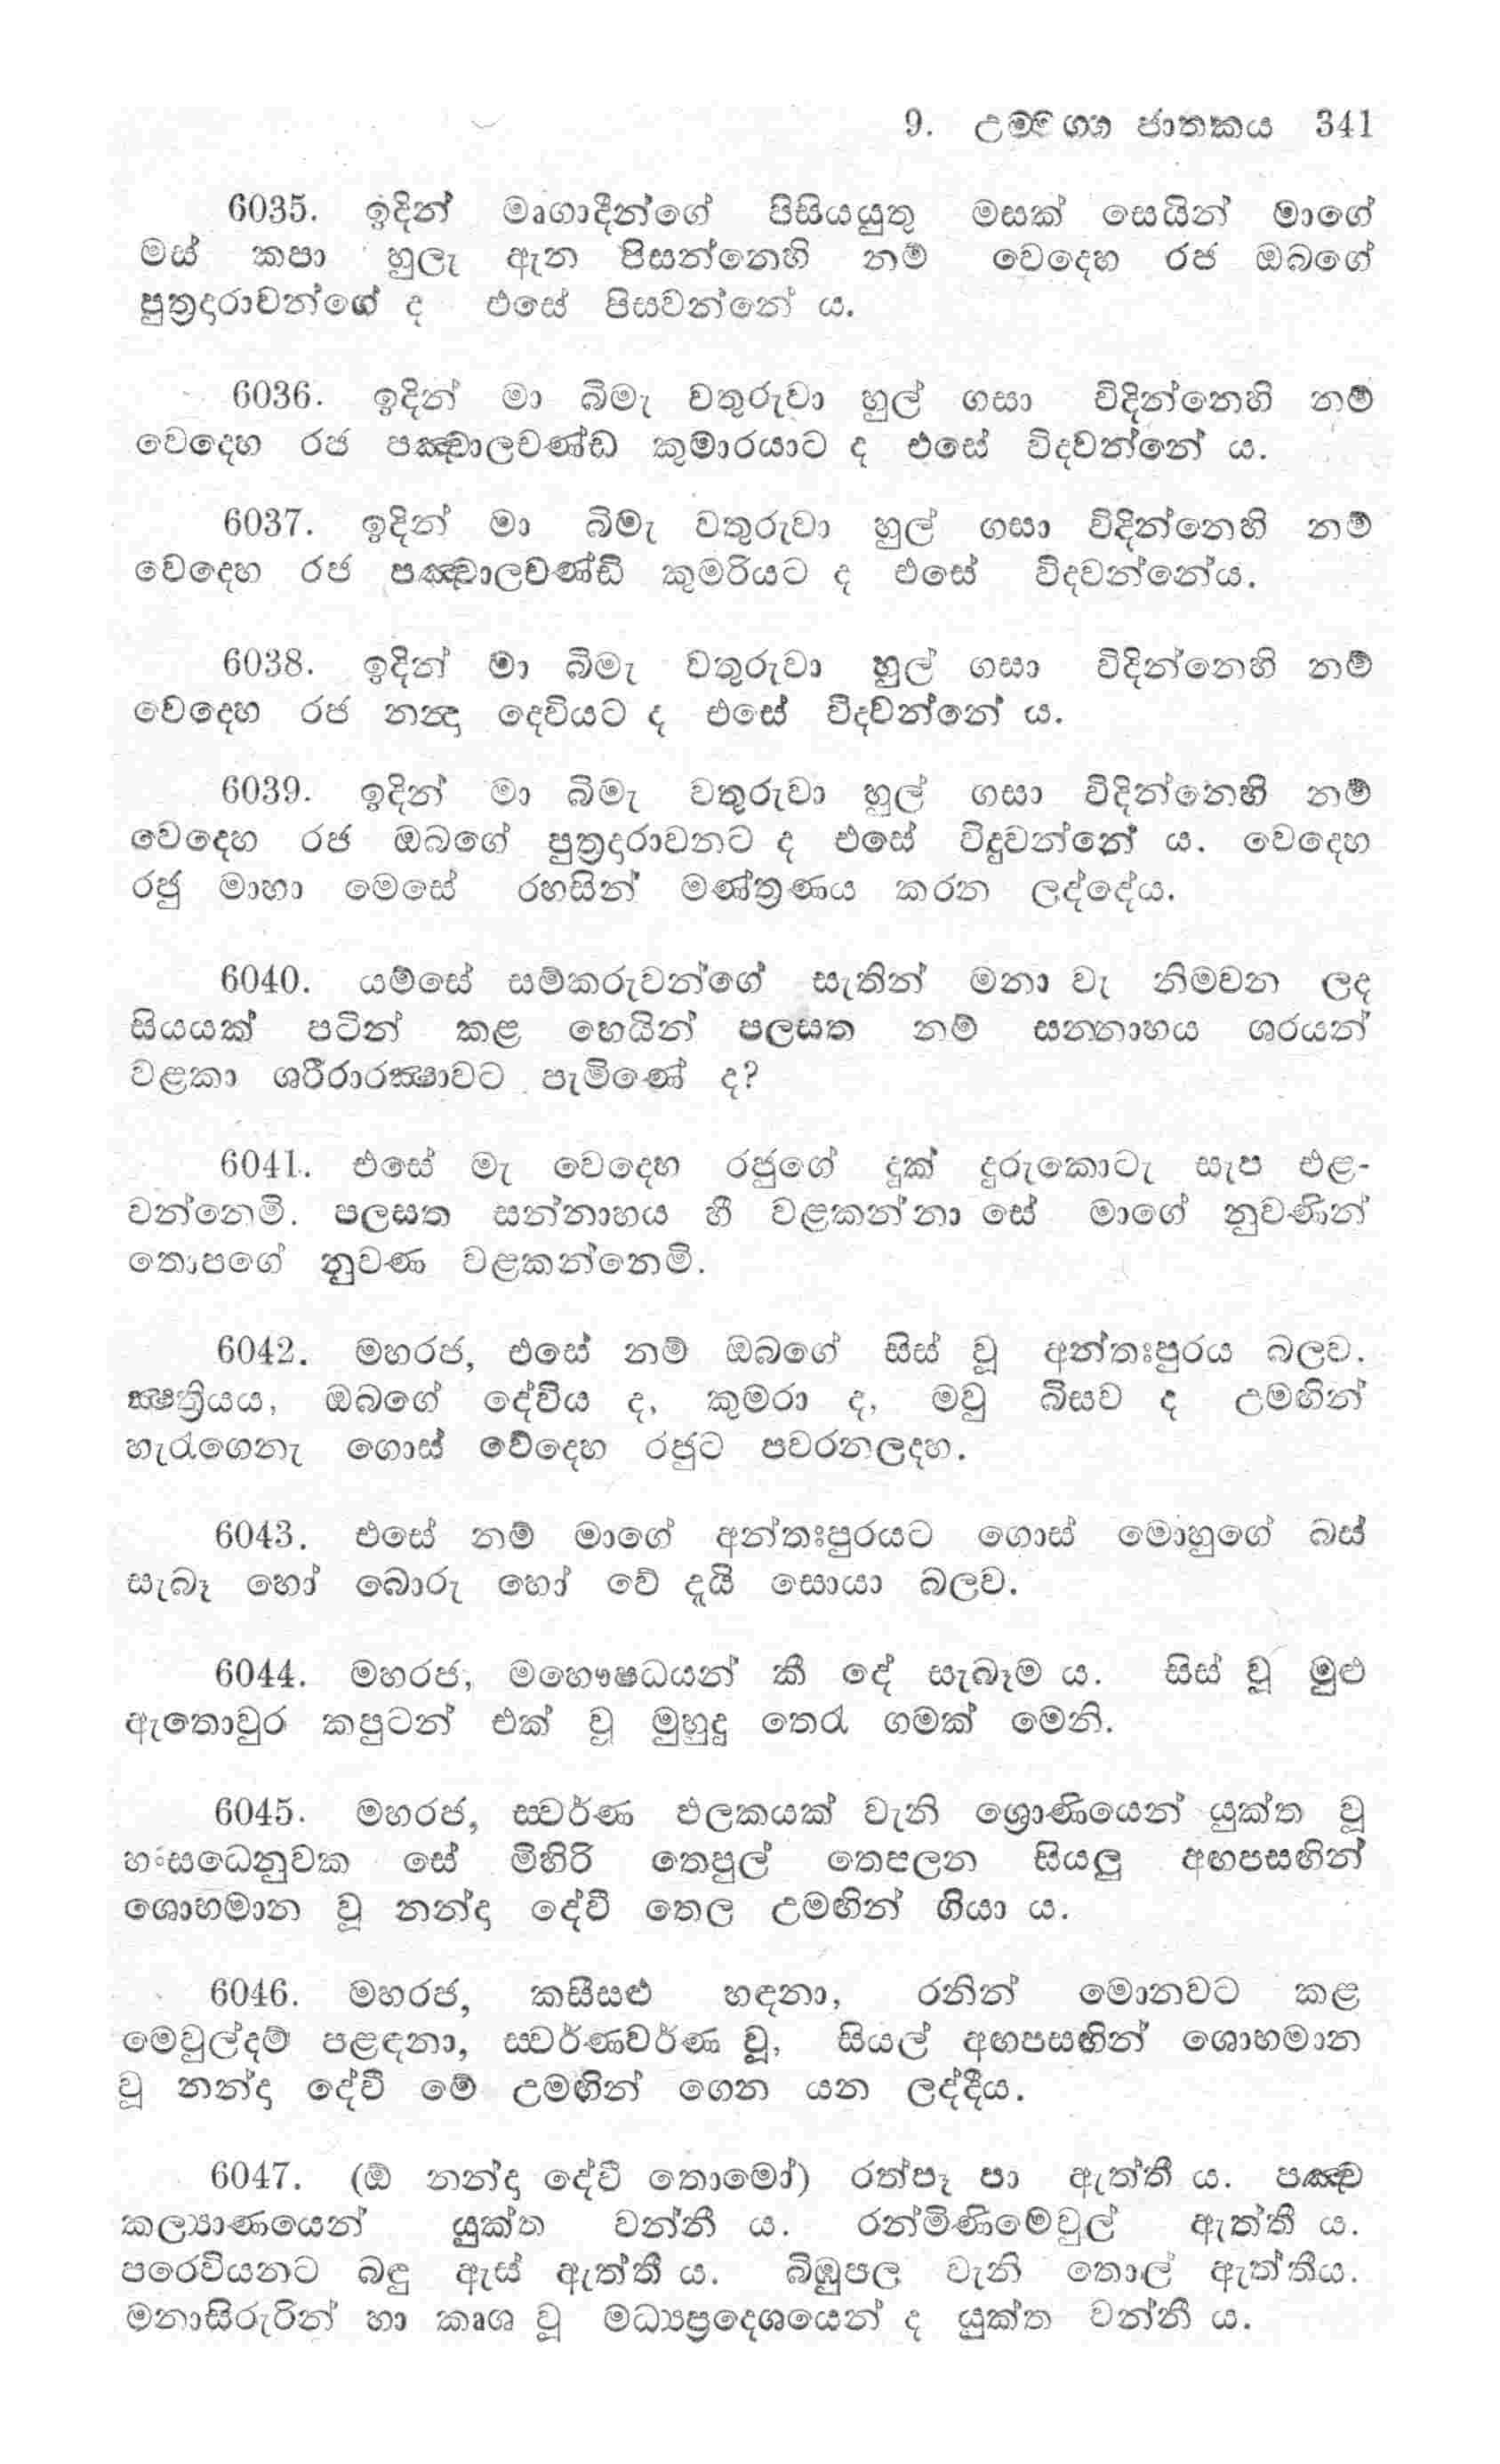 9. උම්මග්ග ජාතකය 341
6035. ඉදින් මෘගාදීන්ගේ පිසියයුතු මසක් සෙයින් මාගේ
මස් කපා හුලැ ඇන පිසන්නෙහි නම් වෙදෙහ රජ ඔබගේ
පුත්‍රදාරාවන්ගේ ද එසේ පිසවන්නේ ය.
6036. ඉදින් මා බිමැ වතුරුවා හුල් ගසා විදින්නෙහි නම්
වෙදෙහ රජ පඤ්චාලචණ්ඩ කුමාරයාට ද එසේ විදවන්නේ ය.
6037. ඉදින් මා බිමැ වතුරුවා හුල් ගසා විදින්නෙහි නම්
වෙදෙහ රජ පඤ්චාලචණ්ඩි කුමරියට ද එසේ විදවන්නේය.
6038. ඉදින් මා බිමැ වතුරුවා හුල් ගසා විදින්නෙහි නම්
වෙදෙහ රජ නන්‍දා දෙවියට ද එසේ විදවන්නේ ය.
6039. ඉදින් මා බිමැ වතුරුවා හුල් ගසා විදින්නෙහි නම්
වෙදෙහ රජ ඔබගේ පුත්‍රදාරාවනට ද එසේ විදුවන්නේ ය. වෙදෙහ
රජු මාහා මෙසේ රහසින් මණ්ත්‍රණය කරන ලද්දේය.
6040. යම්සේ සම්කරුවන්ගේ සැතින් මනා වැ නිමවන ලද
සියයක් පටින් කළ හෙයින් පලසත නම් සන්‍නාහය ශරයන්
වළකා ශරීරාරක්‍ෂාවට පැමිණේ ද?
6041. එසේ මැ වෙදෙහ රජුගේ දුක් දුරුකොටැ සැප එළ-
වන්නෙමි. පලසත සන්නාහය හී වළකන්නා සේ මාගේ නුවණින්
තොපගේ නුවණ වළකන්නෙමි.
6042. මහරජ, එසේ නම් ඔබගේ සිස් වූ අන්තඃපුරය බලව.
ක්‍ෂත්‍රියය, ඔබගේ දේවිය ද, කුමරා ද, මවු බිසව ද උමඟින්
හැරගෙනැ ගොස් වේදෙහ රජුට පවරනලදහ.
6043. එසේ නම් මාගේ අන්තඃපුරයට ගොස් මොහුගේ බස්
සැබෑ හෝ බොරු හෝ වේ දැයි සොයා බලව.
6044. මහරජ, මහෞෂධයන් කී දේ සැබෑම ය. සිස් වූ මුළු
ඇතොවුර කපුටන් එක් වූ මුහුදු තෙර ගමක් මෙනි.
6045. මහරජ, ස්වර්ණ ඵලකයක් වැනි ශ්‍රොණියෙන් යුක්ත වූ
හංසධෙනුවක සේ මිහිරි තෙපුල් තෙපලන සියලු අඟපසඟින්
ශොභමාන වූ නන්දා දේවී තෙල උමඟින් ගියා ය.
6046. මහරජ, කසීසළු හඳනා, රනින් මොනවට කළ
මෙවුල්දම් පළඳනා, ස්වර්ණවර්ණ වූ, සියල් අඟපසඟින් ශොභමාන
වූ නන්දා දේවී මේ උමඟින් ගෙන යන ලද්දීය.
6047. (ඕ නන්දා දේවී තොමෝ) රත්පැ පා ඇත්තී ය. පඤ්ච
කල්‍යාණයෙන් යුක්ත වන්නී ය. රන්මිණිමෙවුල් ඇත්තී ය.
පරෙවියනට බඳු ඇස් ඇත්තී ය. බිඹුපල වැනි තොල් ඇත්තීය.
මනාසිරුරින් හා කෘශ වූ මධ්‍යප්‍රදෙශයෙන් ද යුක්ත වන්නී ය.